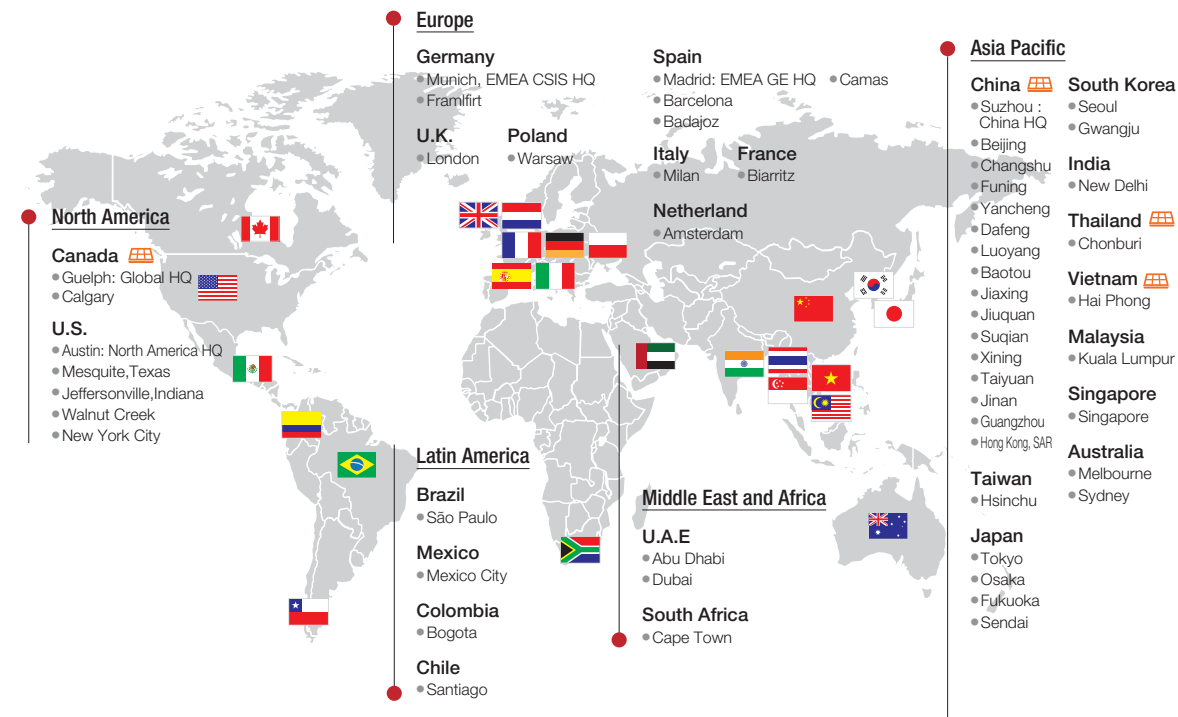 Europe
Germany
Munich, EMEA CSIS HQ
Framlfirt
U.K.
London
Poland
Warsaw
Spain
Madrid: EMEA GE HQ
Camas
Barcelona
Badajoz
Italy
Milan
France
Biarritz
Netherland
Amsterdam
North America
Canada
Guelph: Global HQ
Calgary
U.S.
Austin: North America HQ
Mesquite,Texas
Jeffersonville,Indiana
Walnut Creek
New York City
Latin America
Brazil
São Paulo
Mexico
Mexico City
Colombia
Bogota
Chile
Santiago
Middle East and Africa
U.A.E
Abu Dhabi
Dubai
South Africa
Cape Town
Asia Pacific
China
Suzhou :
China HQ
Beijing
Changshu
Funing
Yancheng
Dafeng
Luoyang
Baotou
Jiaxing
Jiuquan
Suqian
Xining
Taiyuan
Jinan
Guangzhou
Hong Kong, SAR
Taiwan
Hsinchu
Japan
Tokyo
Osaka
Fukuoka
Sendai
South Korea
Seoul
Gwangju
India
New Delhi
Thailand
Chonburi
Vietnam
Hai Phong
Malaysia
Kuala Lumpur
Singapore
Singapore
Australia
Melbourne
Sydney